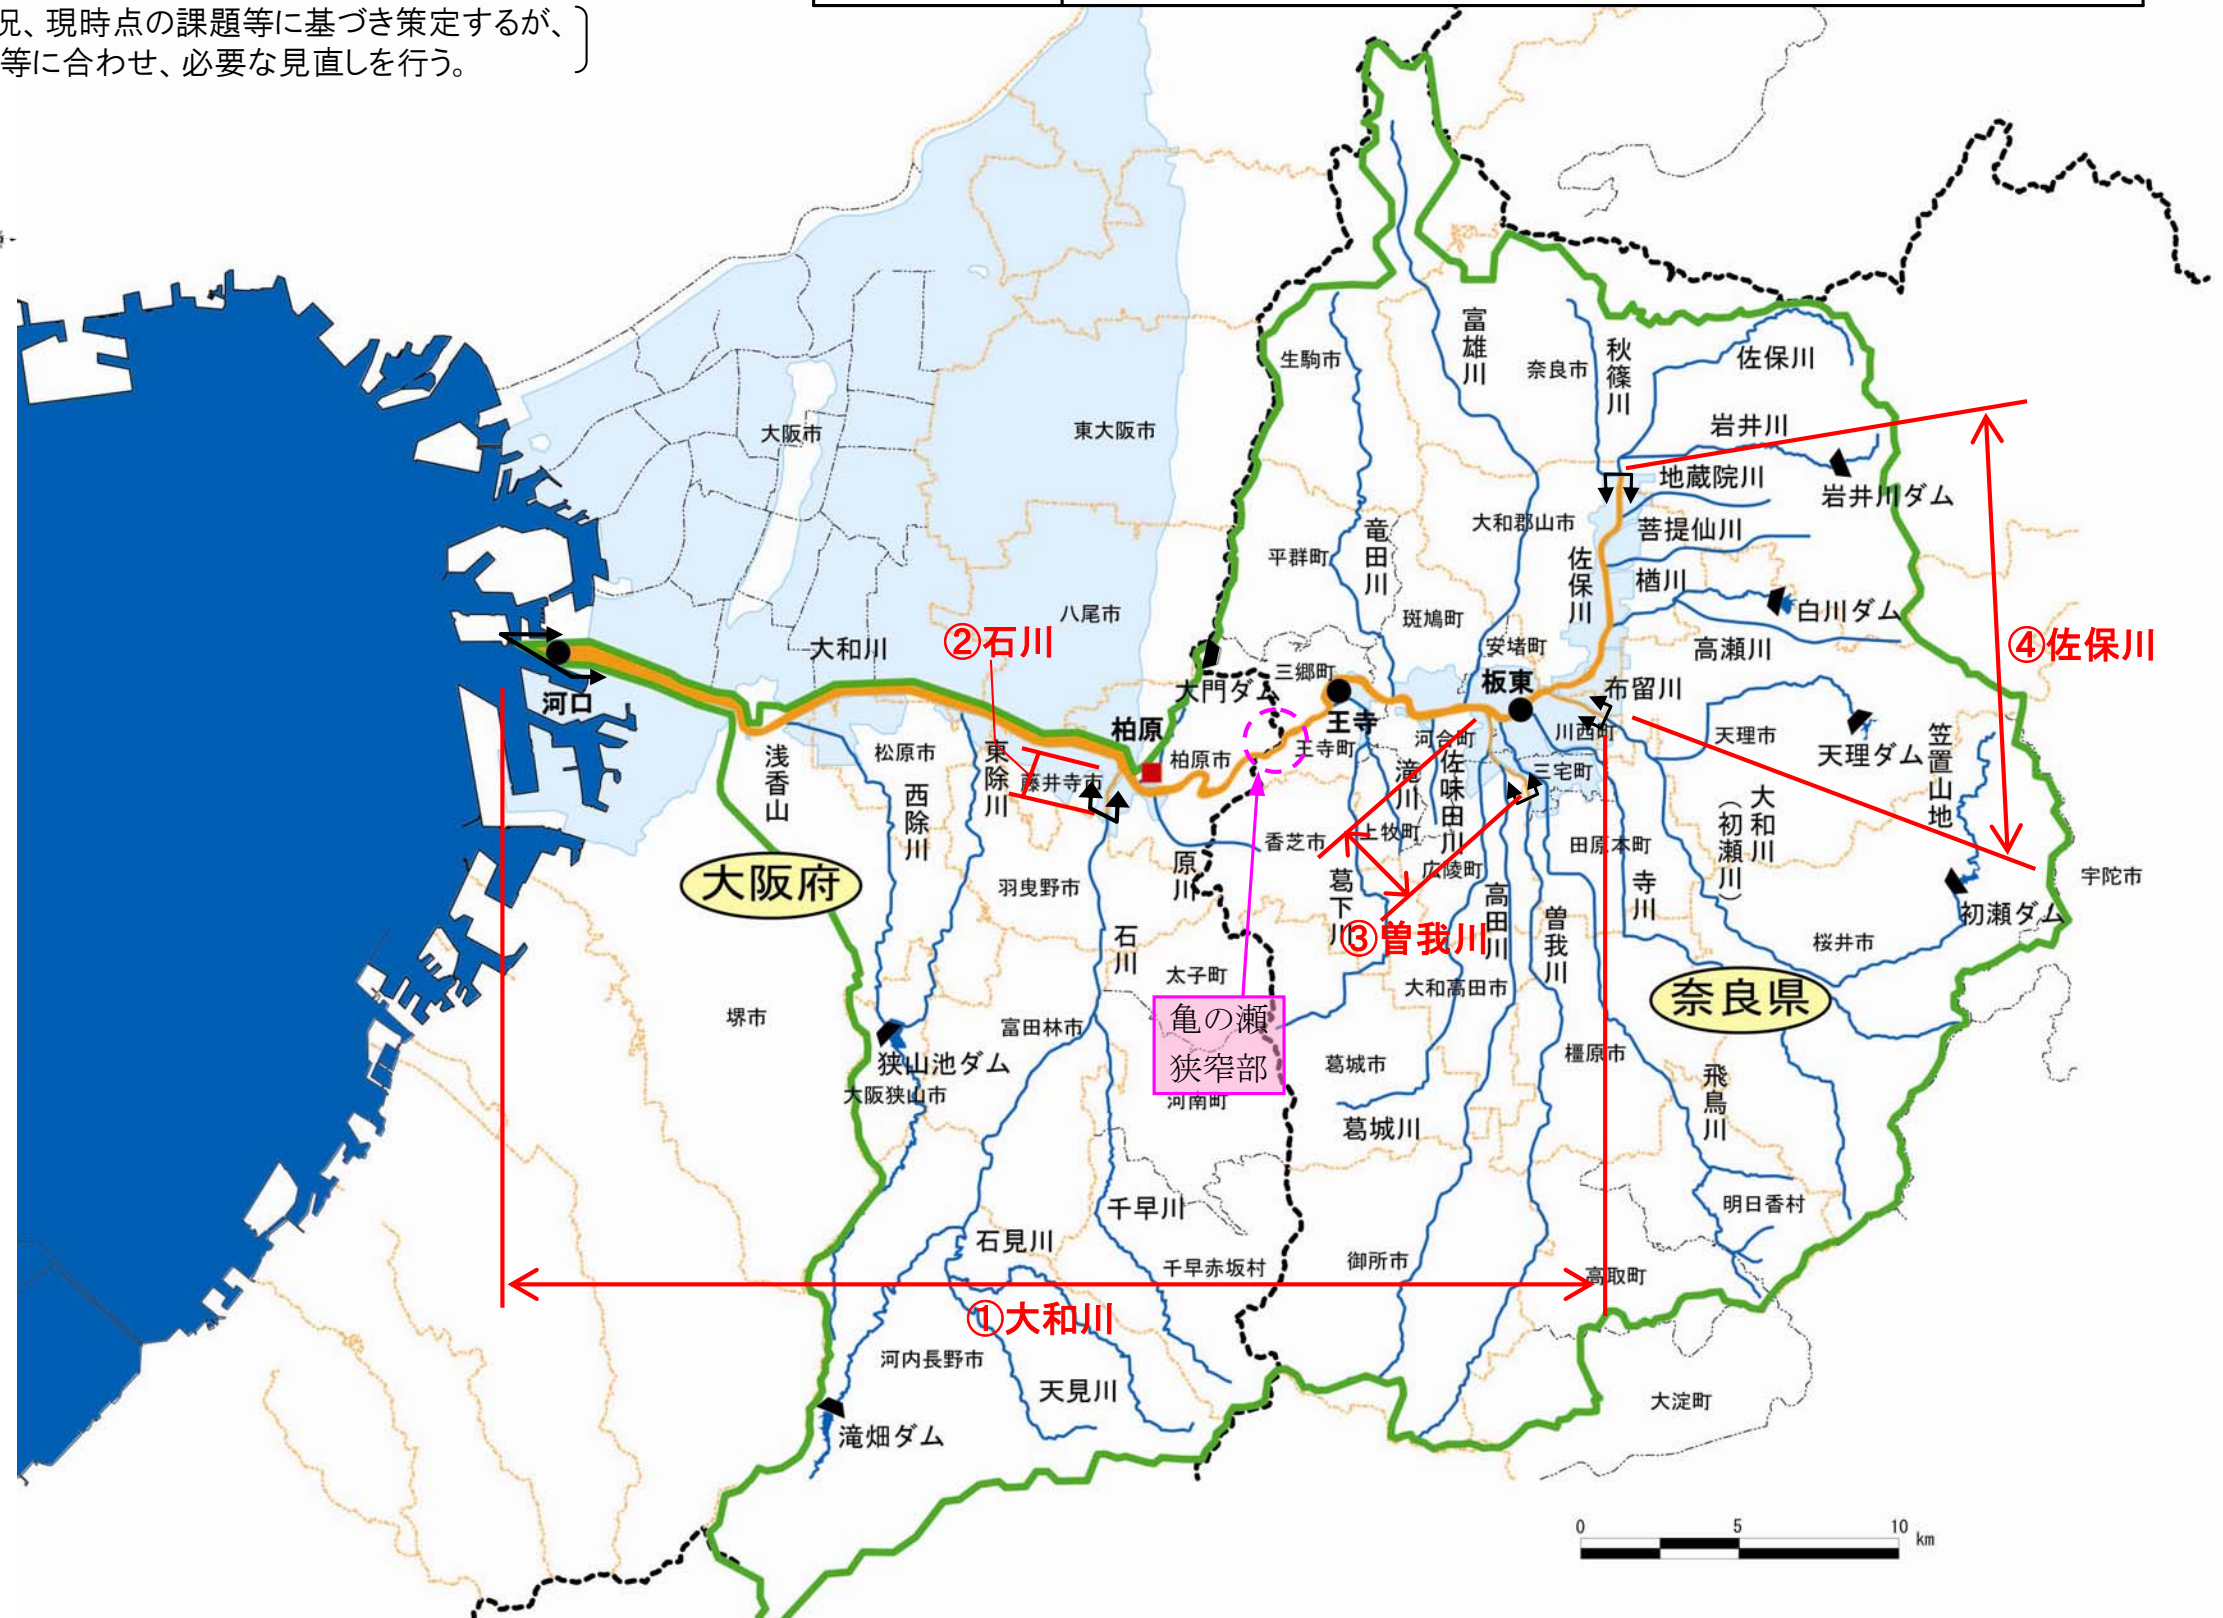 況、現時点の課題等に基づき策定するが、
等に合わせ、必要な見直しを行う。
生駒市
富雄川
奈良市
秋篠川
佐保川
大阪市
東大阪市
岩井川
地蔵院川
岩井川ダム
大和郡山市
菩提仙川
平群町
竜田川
佐保川
楢川
白川ダム
八尾市
斑鳩町
大和川
②石川
安堵町
高瀬川
④佐保川
三郷町
大門ダム
板東
布留川
河口
柏原
王寺
川西町
天理市
天理ダム
笠置山地
浅香山
松原市
東除川
藤井寺市
柏原市
王寺町
河合町
佐味田川
滝川
三宅町
西除川
大和川
(初瀬川)
香芝市
上牧町
田原本町
原川
大阪府
羽曳野市
葛下川
広陵町
高田川
曽我川
寺川
宇陀市
初瀬ダム
③曽我川
桜井市
石川
太子町
大和高田市
奈良県
堺市
富田林市
亀の瀬
狭窄部
狭山池ダム
大阪狭山市
河南町
葛城市
橿原市
飛鳥川
葛城川
千早川
明日香村
石見川
千早赤坂村
御所市
高取町
①大和川
河内長野市
天見川
大淀町
滝畑ダム
0 5 10 km